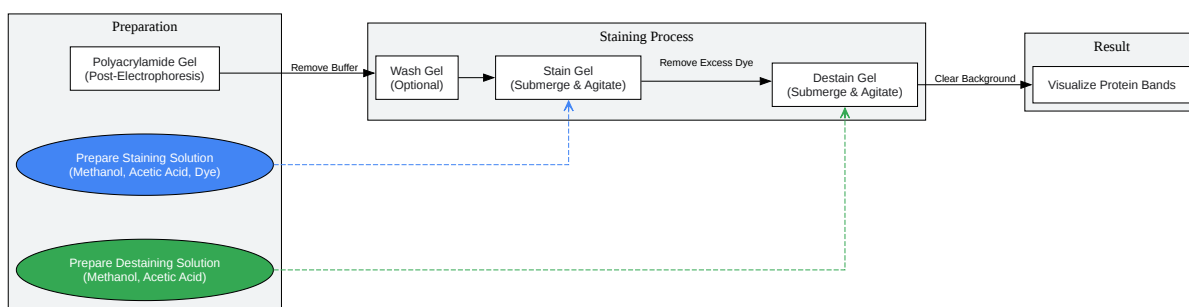 Preparation
Polyacrylamide Gel
(Post-Electrophoresis)
Remove Buffer
Prepare Staining Solution
(Methanol, Acetic Acid, Dye)
Prepare Destaining Solution
(Methanol, Acetic Acid)
Staining Process
Wash Gel
(Optional)
Stain Gel
(Submerge & Agitate)
Remove Excess Dye
Destain Gel
(Submerge & Agitate)
Clear Background
Result
Visualize Protein Bands